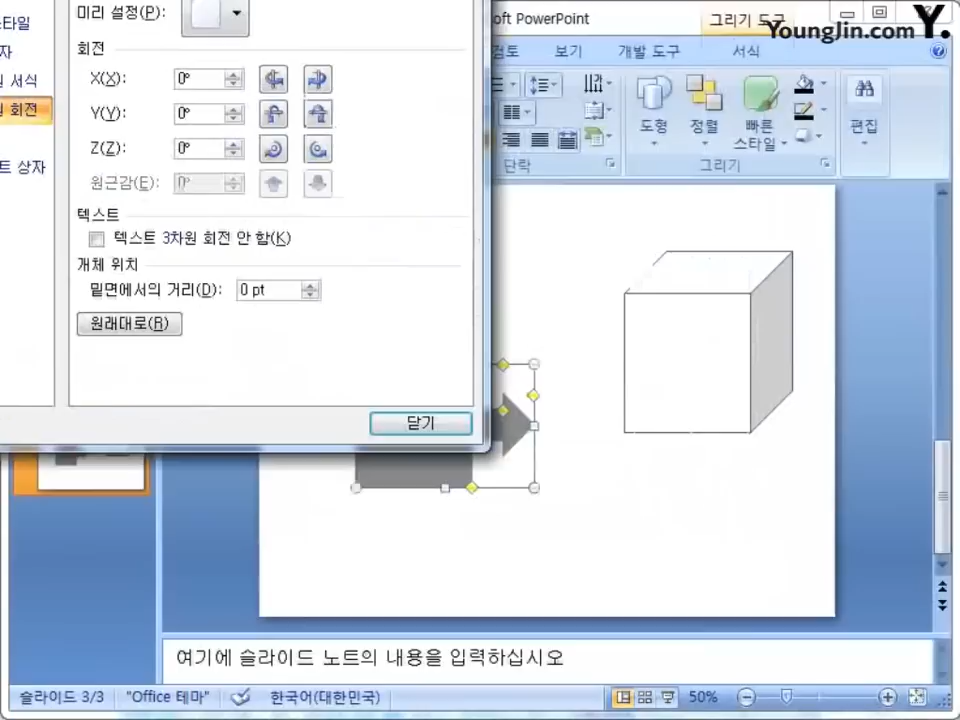 미리 설정(P):
oft PowerPoint
그리기 도구
YoungJin.com Y.
타일
회전
검토
보기
개발 도구
서식
자
X(X): 0°
서식
Y(Y): 0°
회전
도형
정렬
빠른
스타일
편집
Z(Z): 0°
단락
그리기
트 상자
원근감(E): 0°
텍스트
텍스트 3차원 회전 안 함(K)
개체 위치
밑면에서의 거리(D): 0 pt
원래대로(R)
닫기
여기에 슬라이드 노트의 내용을 입력하십시오
슬라이드 3/3
"Office 테마"
한국어(대한민국)
50%